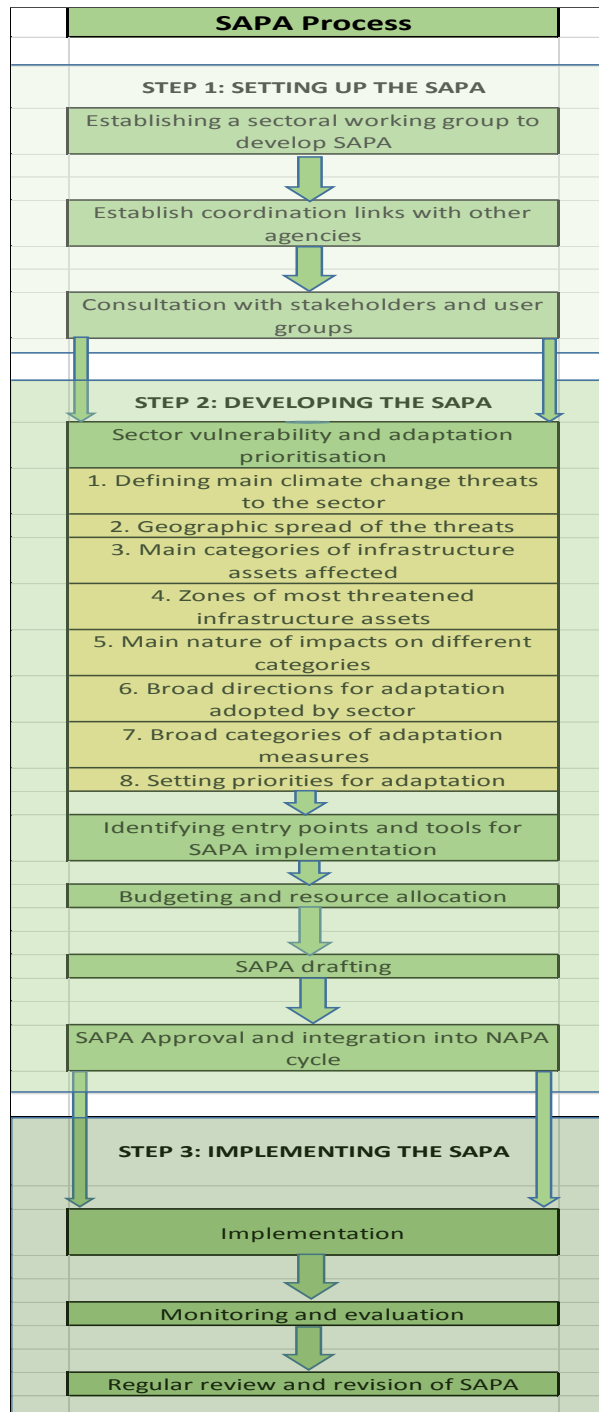 SAPA Process
STEP 1: SETTING UP THE SAPA
Establishing a sectoral working group to
develop SAPA
Establish coordination links with other
agencies
Consultation with stakeholders and user
groups
STEP 2: DEVELOPING THE SAPA
Sector vulnerability and adaptation
prioritisation
1. Defining main climate change threats
to the sector
2. Geographic spread of the threats
3. Main categories of infrastructure
assets affected
4. Zones of most threatened
infrastructure assets
5. Main nature of impacts on different
categories
6. Broad directions for adaptation
adopted by sector
7. Broad categories of adaptation
measures
8. Setting priorities for adaptation
Identifying entry points and tools for
SAPA implementation
Budgeting and resource allocation
SAPA drafting
SAPA Approval and integration into NAPA
cycle
STEP 3: IMPLEMENTING THE SAPA
Implementation
Monitoring and evaluation
Regular review and revision of SAPA